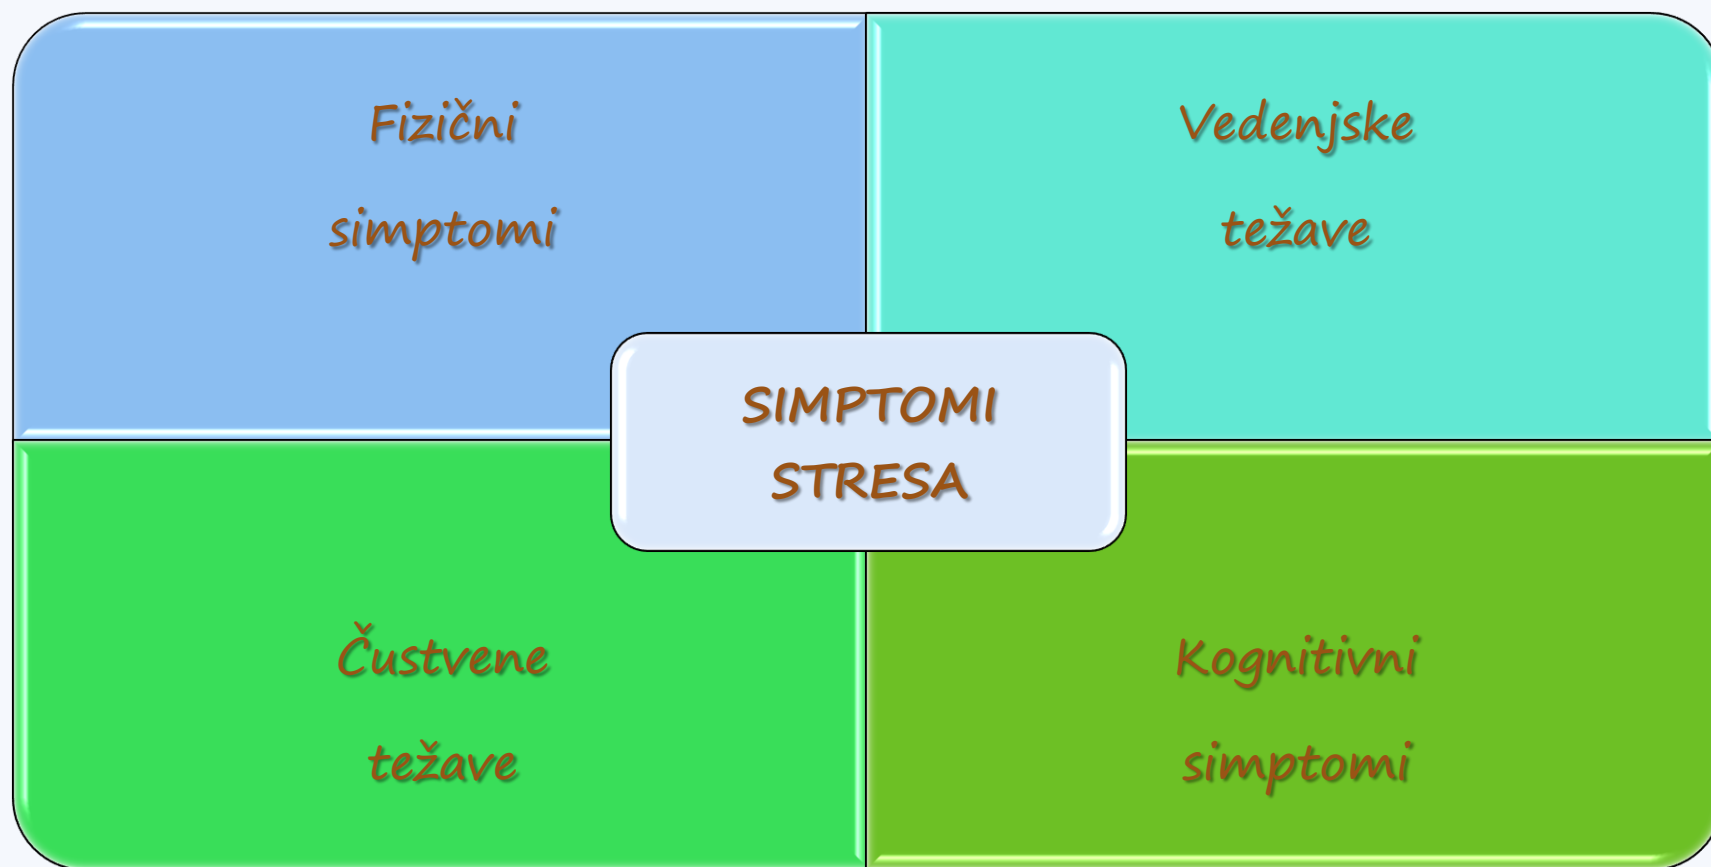 Fizični
simptomi
Vedenjske
težave
SIMPTOMI
STRESA
Čustvene
težave
Kognitivni
simptomi